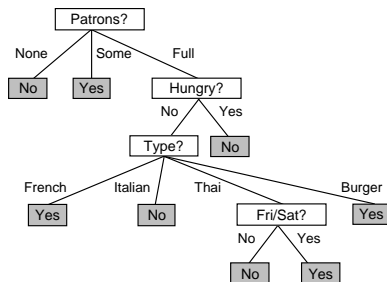 Patrons?
None Some Full
No Yes Hungry?
No Yes
Type? No
French Italian Thai Burger
Yes No Fri/Sat? Yes
No Yes
No Yes